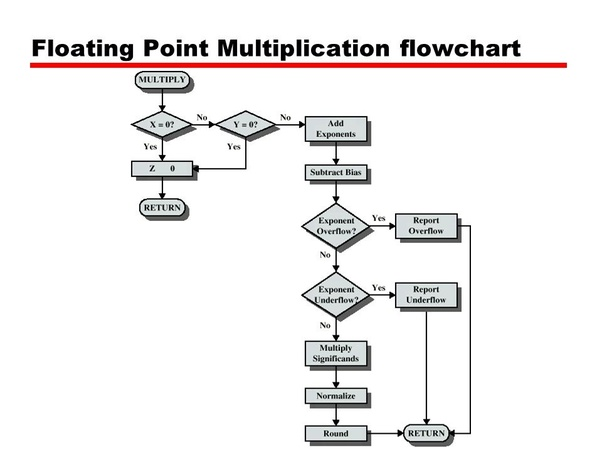 Floating Point Multiplication flowchart
MULTIPLY
X = 0?
No
Y = 0?
No
Add
Exponents
Yes
Yes
Z 0
Subtract Bias
RETURN
Exponent
Overflow?
Yes
Report
Overflow
No
Exponent
Underflow?
Yes
Report
Underflow
No
Multiply
Significands
Normalize
Round
RETURN